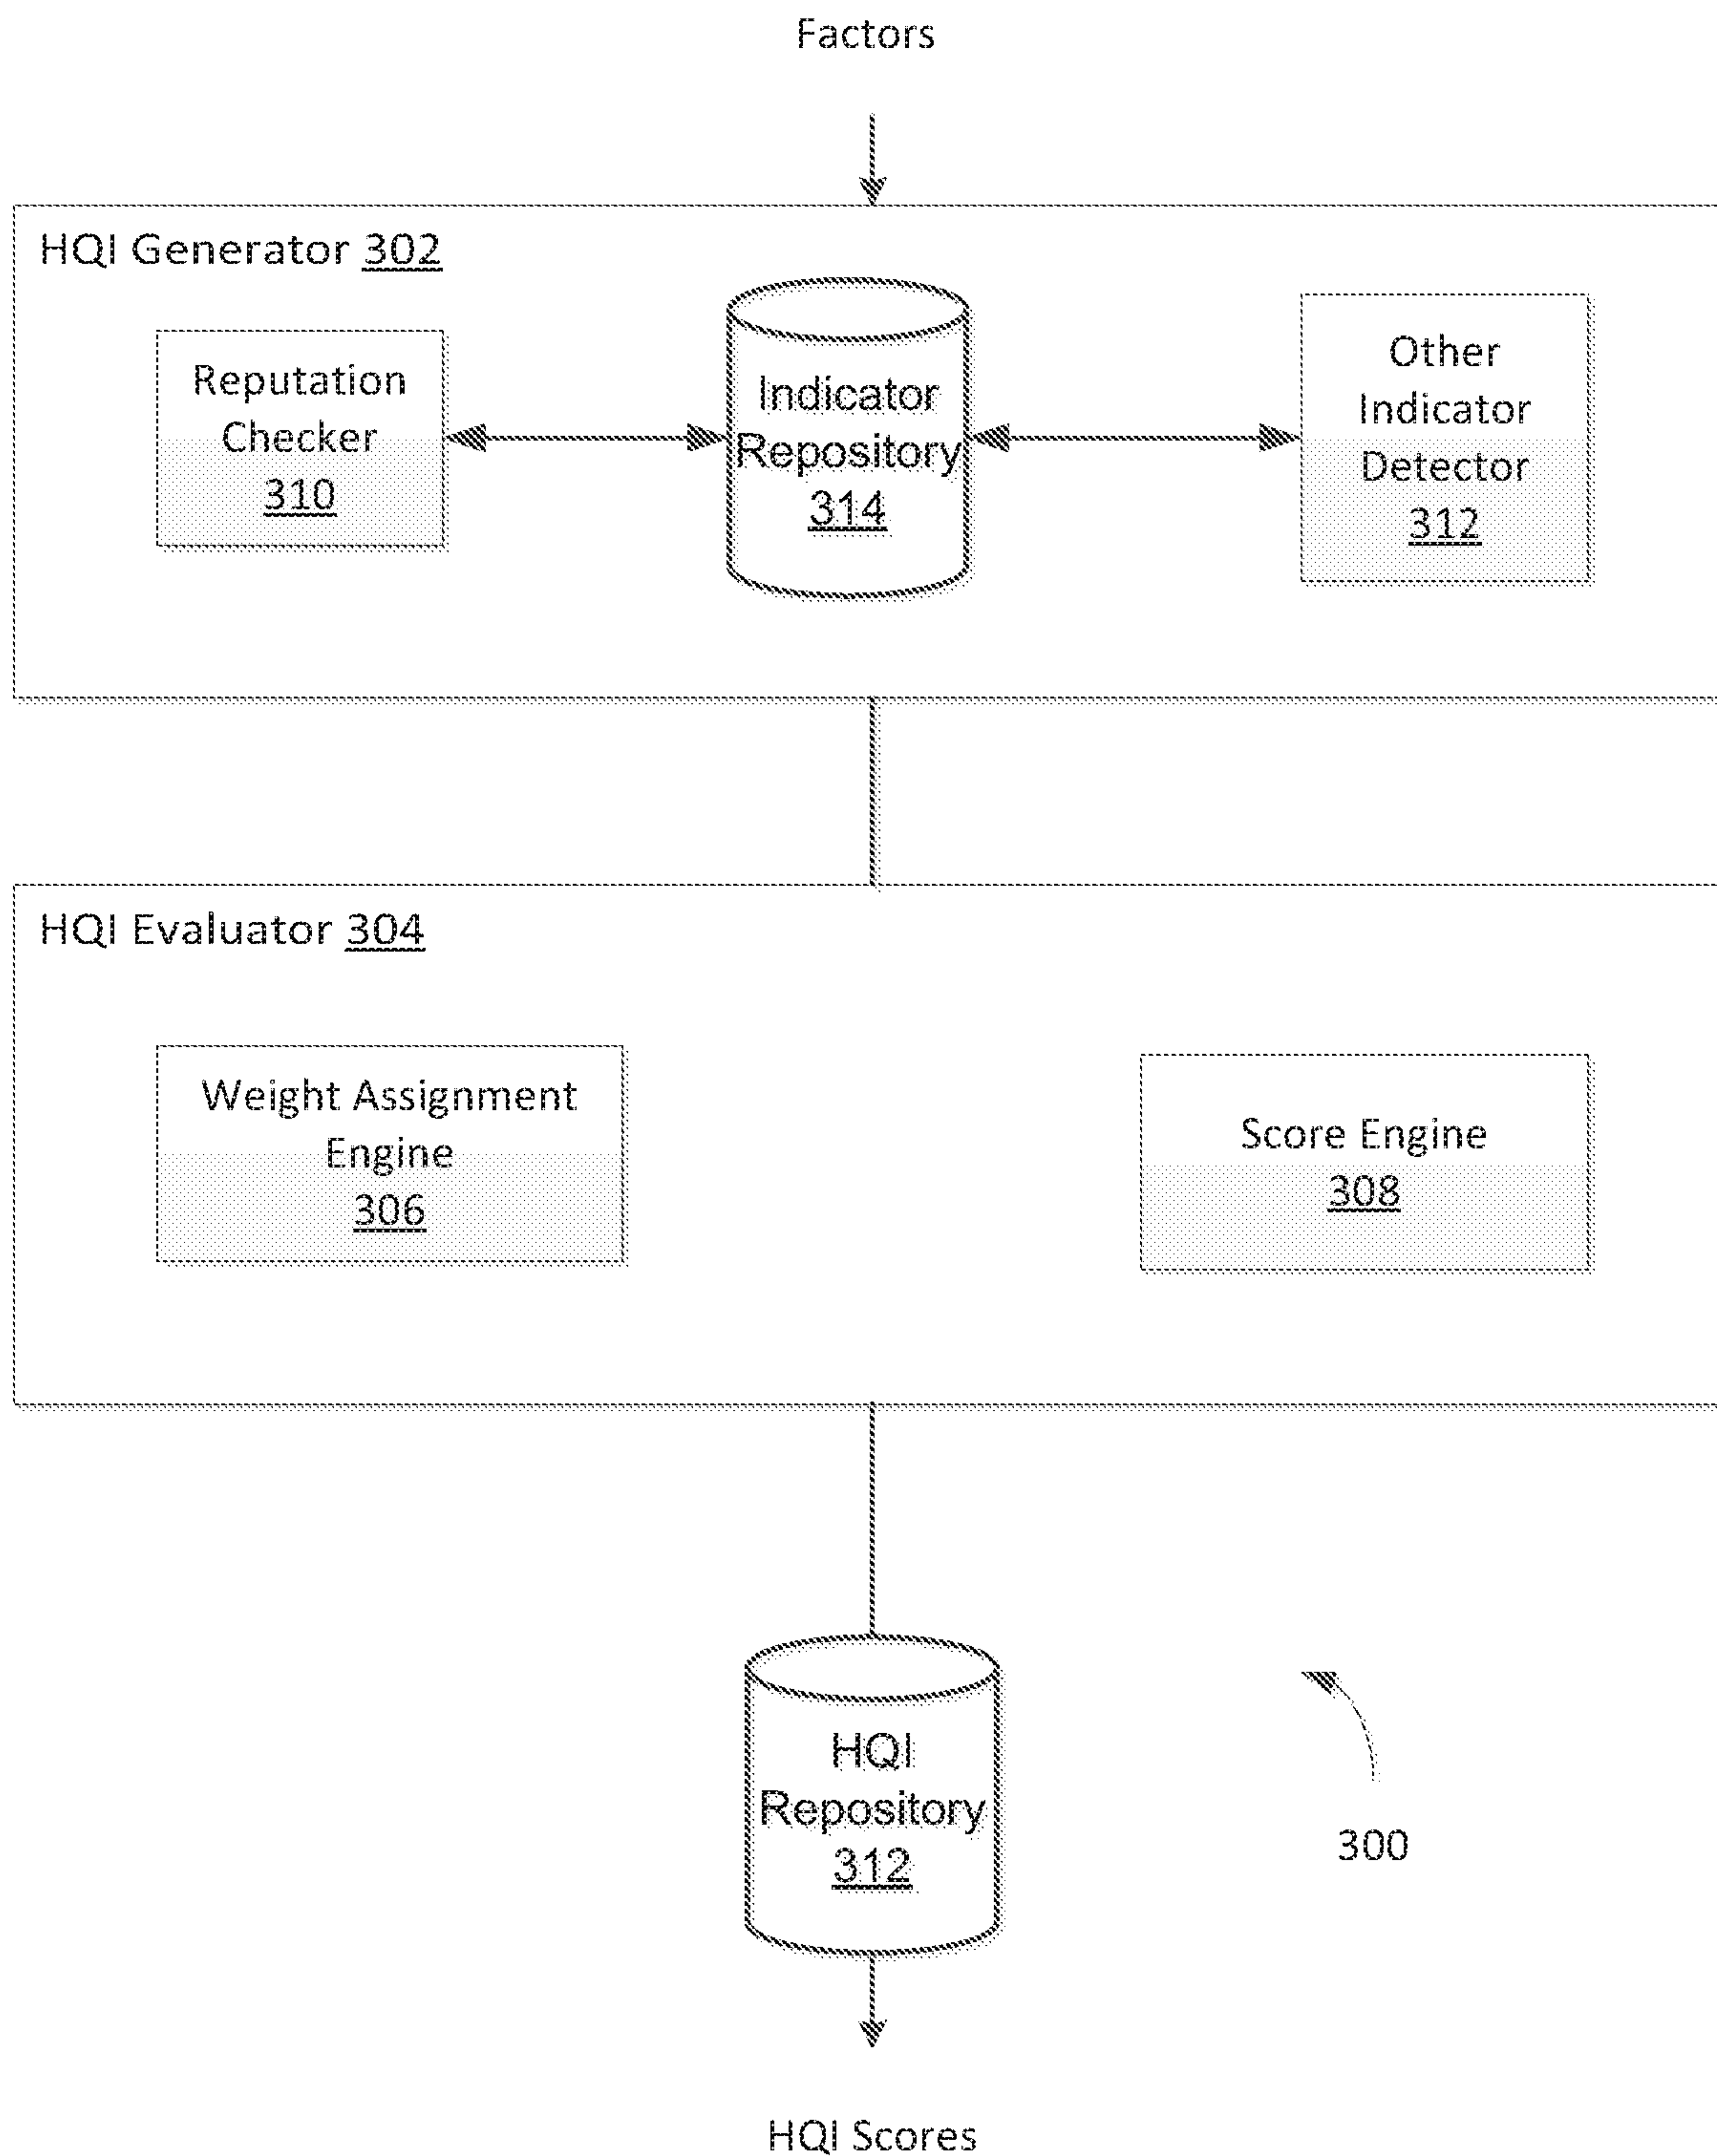 Factors
HQI Generator 302
Reputation
Checker
310
Indicator
Repository
314
Other
Indicator
Detector
312
HQI Evaluator 304
Weight Assignment
Engine
306
Score Engine
308
HQI
Repository
312
300
HQI Scores